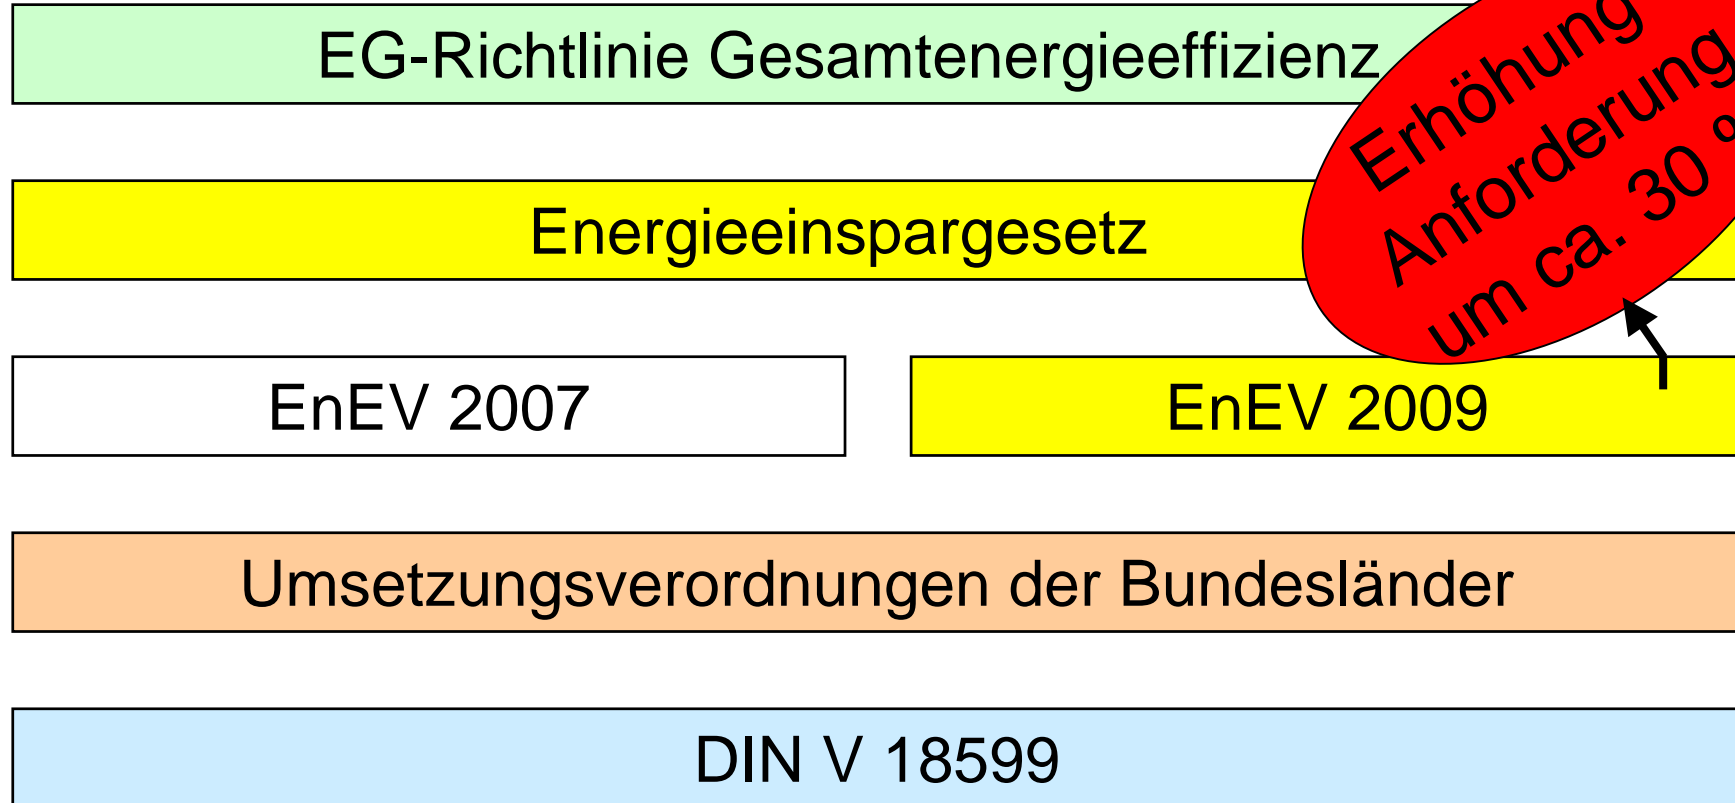 EG-Richtlinie Gesamtenergieeffizienz
Erhöhung
Anforderung
um ca. 30 %
Energieeinspargesetz
EnEV 2007
EnEV 2009
Umsetzungsverordnungen der Bundesländer
DIN V 18599